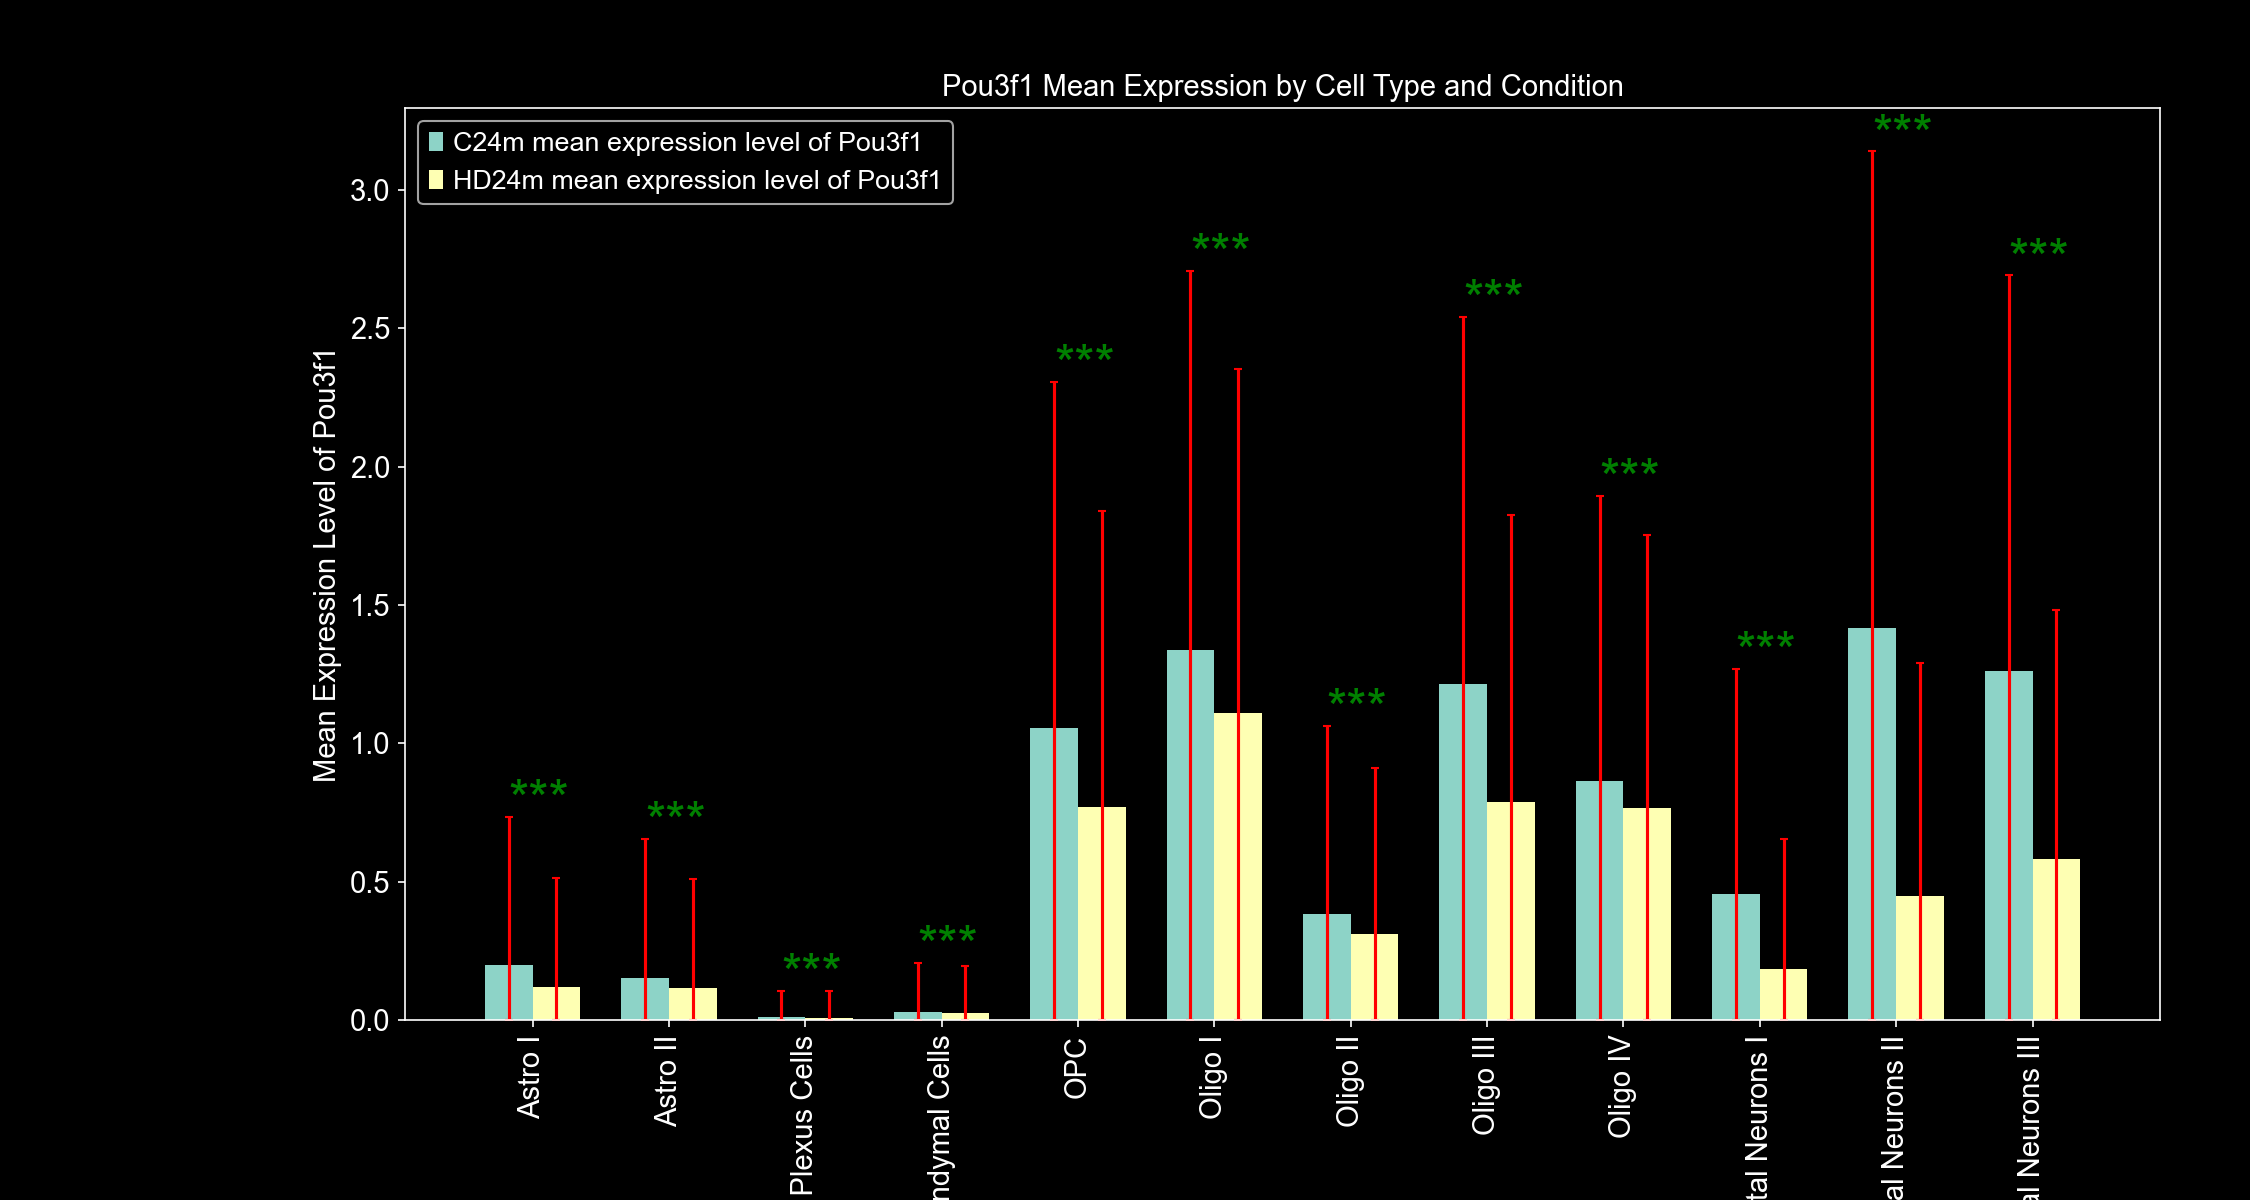 Pou3f1 Mean Expression by Cell Type and Condition
C24m mean expression level of Pou3f1
HD24m mean expression level of Pou3f1
Mean Expression Level of Pou3f1
3.0
2.5
2.0
1.5
1.0
0.5
0.0
***
***
***
***
***
***
***
***
***
***
***
***
Astro I
Astro II
Plexus Cells
ndymal Cells
OPC
Oligo I
Oligo II
Oligo III
Oligo IV
tal Neurons I
al Neurons II
al Neurons III